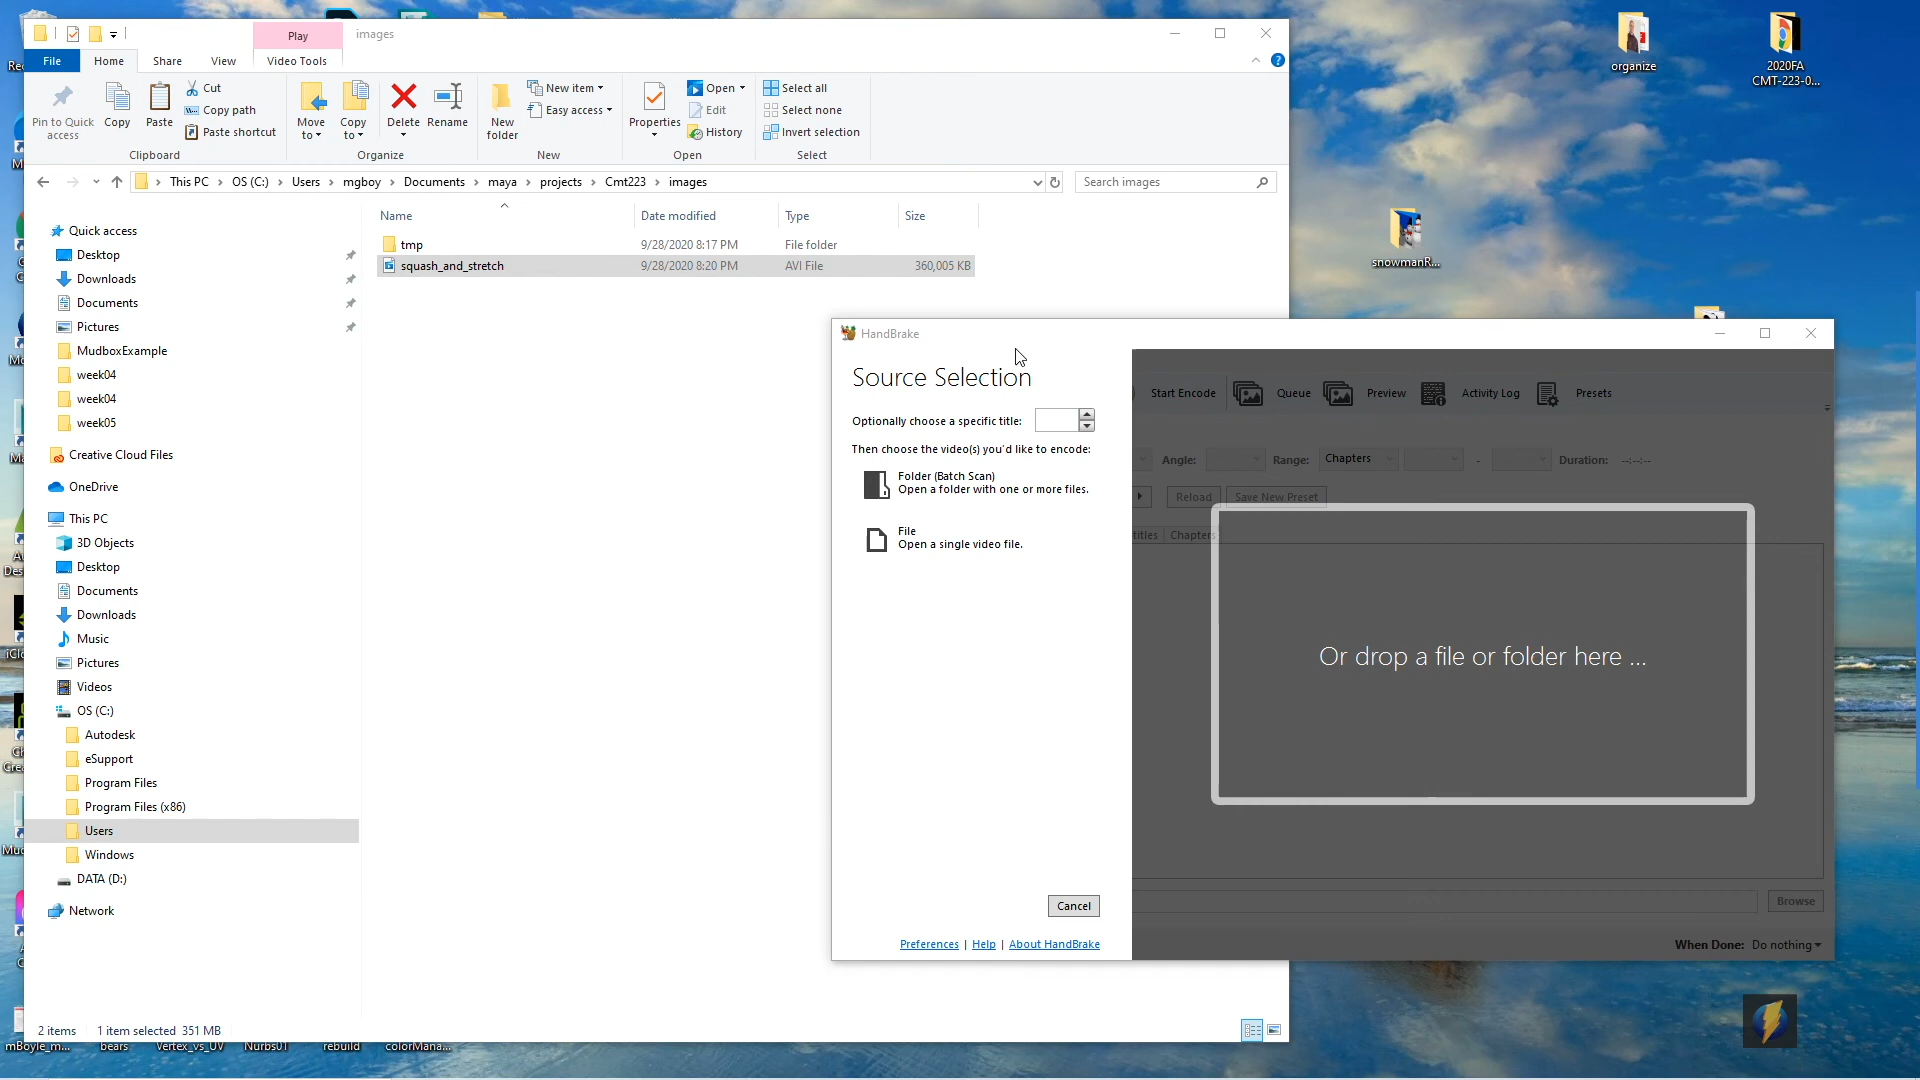 Play
images
File
Home
Share
View
Video Tools
Pin to Quick access
Copy
Paste
Cut
Copy path
Paste shortcut
Clipboard
Move to
Copy to
Delete
Rename
Organize
New folder
New item
Easy access
New
Properties
Open
Edit
History
Open
Select all
Select none
Invert selection
Select
This PC > OS (C:) > Users > mgboy > Documents > maya > projects > Cmt223 > images
Search images
Name
Date modified
Type
Size
tmp 9/28/2020 8:17 PM File folder
squash_and_stretch 9/28/2020 8:20 PM AVI File 360,005 KB
Quick access
Desktop
Downloads
Documents
Pictures
MudboxExample
week04
week04
week05
Creative Cloud Files
OneDrive
This PC
3D Objects
Desktop
Documents
Downloads
Music
Pictures
Videos
OS (C:)
Autodesk
eSupport
Program Files
Program Files (x86)
Users
Windows
DATA (D:)
Network
2 items 1 item selected 351 MB
HandBrake
Source Selection
Optionally choose a specific title:
Then choose the video(s) you'd like to encode:
Folder (Batch Scan)
Open a folder with one or more files.
File
Open a single video file.
Cancel
Preferences | Help | About HandBrake
Start Encode
Queue
Preview
Activity Log
Presets
Angle:
Range:
Chapters
-
Duration: --:--:--
Reload
Save New Preset
titles
Chapters
Or drop a file or folder here ...
Browse
When Done: Do nothing
organize
2020FA
CMT-223-0...
snowmanR...
mBoyle_m...
bears
Vertex_vs_UV
Nurbs01
rebuild
colorMana...